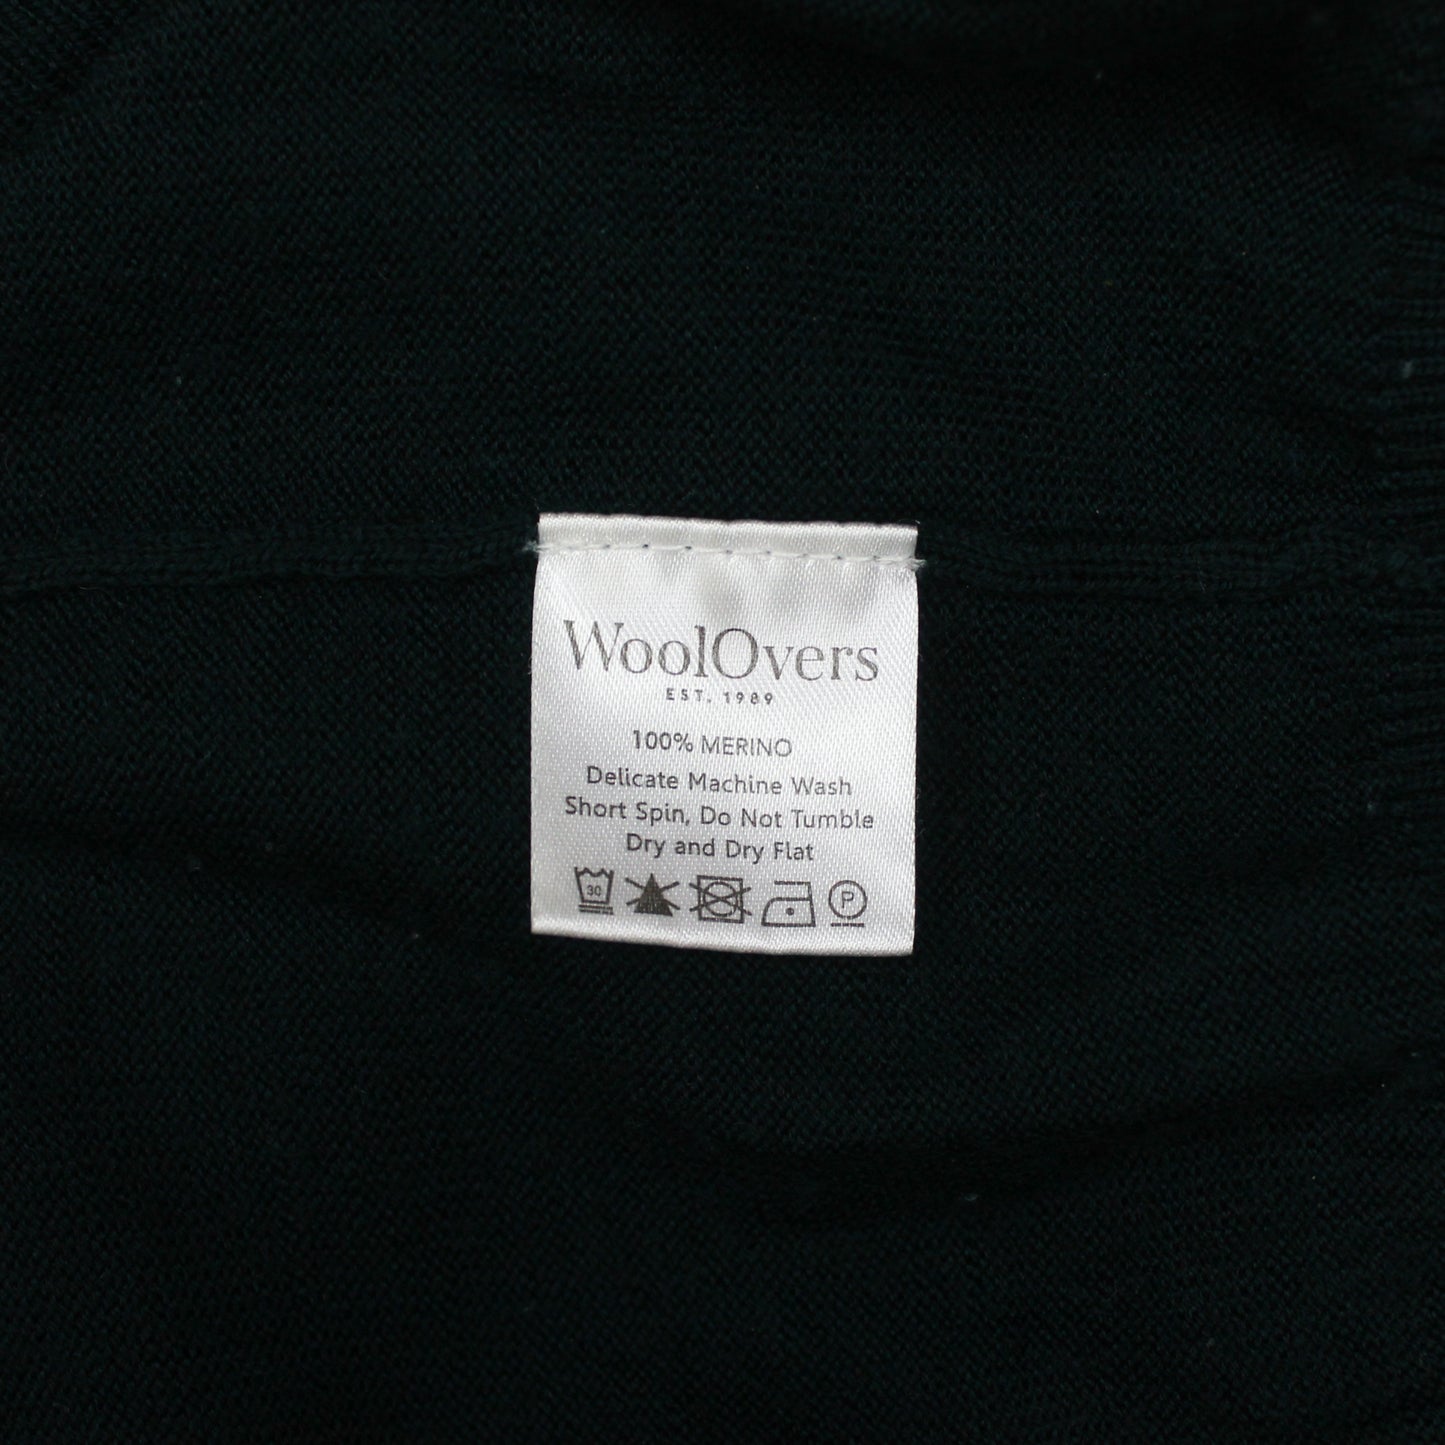 WoolOvers
EST. 1989
100% MERINO
Delicate Machine Wash
Short Spin, Do Not Tumble
Dry and Dry Flat
30 P